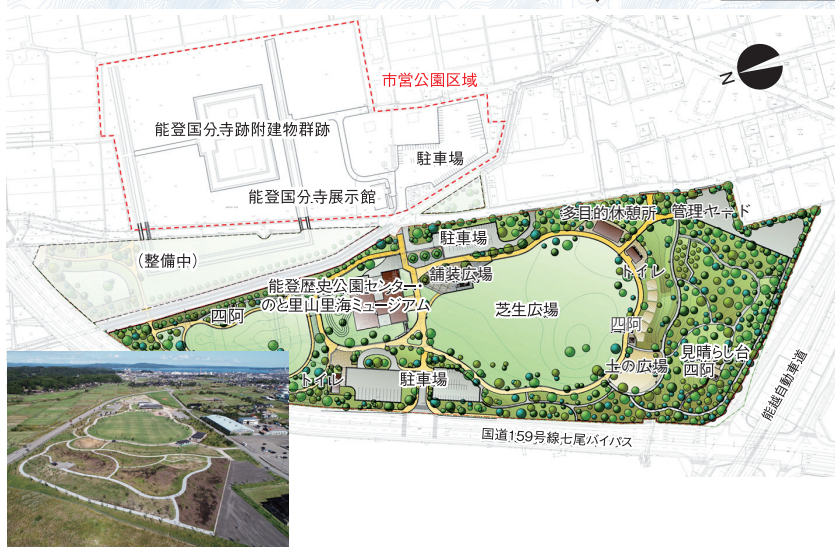 市営公園区域
N
能登国分寺跡附建物群跡
駐車場
能登国分寺展示館
多目的休憩所
管理ヤード
駐車場
(整備中)
トイレ
舗装広場
能登歴史公園センター・
のと里山里海ミュージアム
四阿
芝生広場
四阿
見晴らし台
四阿
土の広場
トイレ
駐車場
能越自動車道
国道159号線七尾バイパス